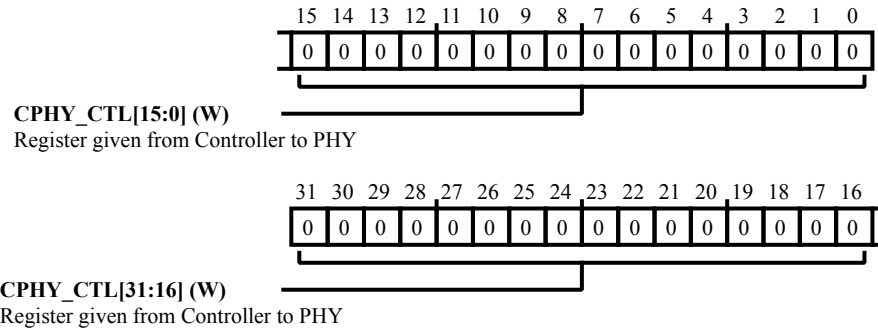 15 14 13 12 11 10 9 8 7 6 5 4 3 2 1 0
0 0 0 0 0 0 0 0 0 0 0 0 0 0 0 0
CPHY_CTL[15:0] (W)
Register given from Controller to PHY
31 30 29 28 27 26 25 24 23 22 21 20 19 18 17 16
0 0 0 0 0 0 0 0 0 0 0 0 0 0 0 0
CPHY_CTL[31:16] (W)
Register given from Controller to PHY